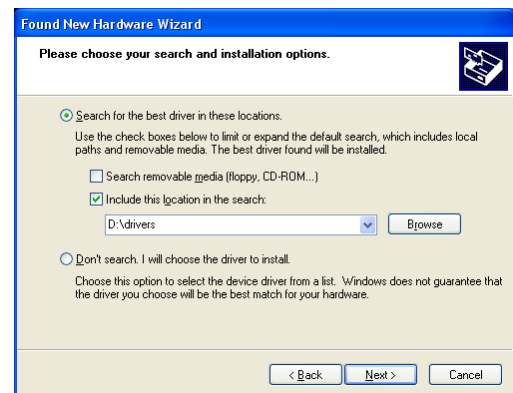 Found New Hardware Wizard
Please choose your search and installation options.
Search for the best driver in these locations.
Use the check boxes below to limit or expand the default search, which includes local
paths and removable media. The best driver found will be installed.
Search removable media (floppy, CD-ROM...)
Include this location in the search:
D:\drivers
Browse
Don't search. I will choose the driver to install.
Choose this option to select the device driver from a list. Windows does not guarantee that
the driver you choose will be the best match for your hardware.
< Back Next > Cancel